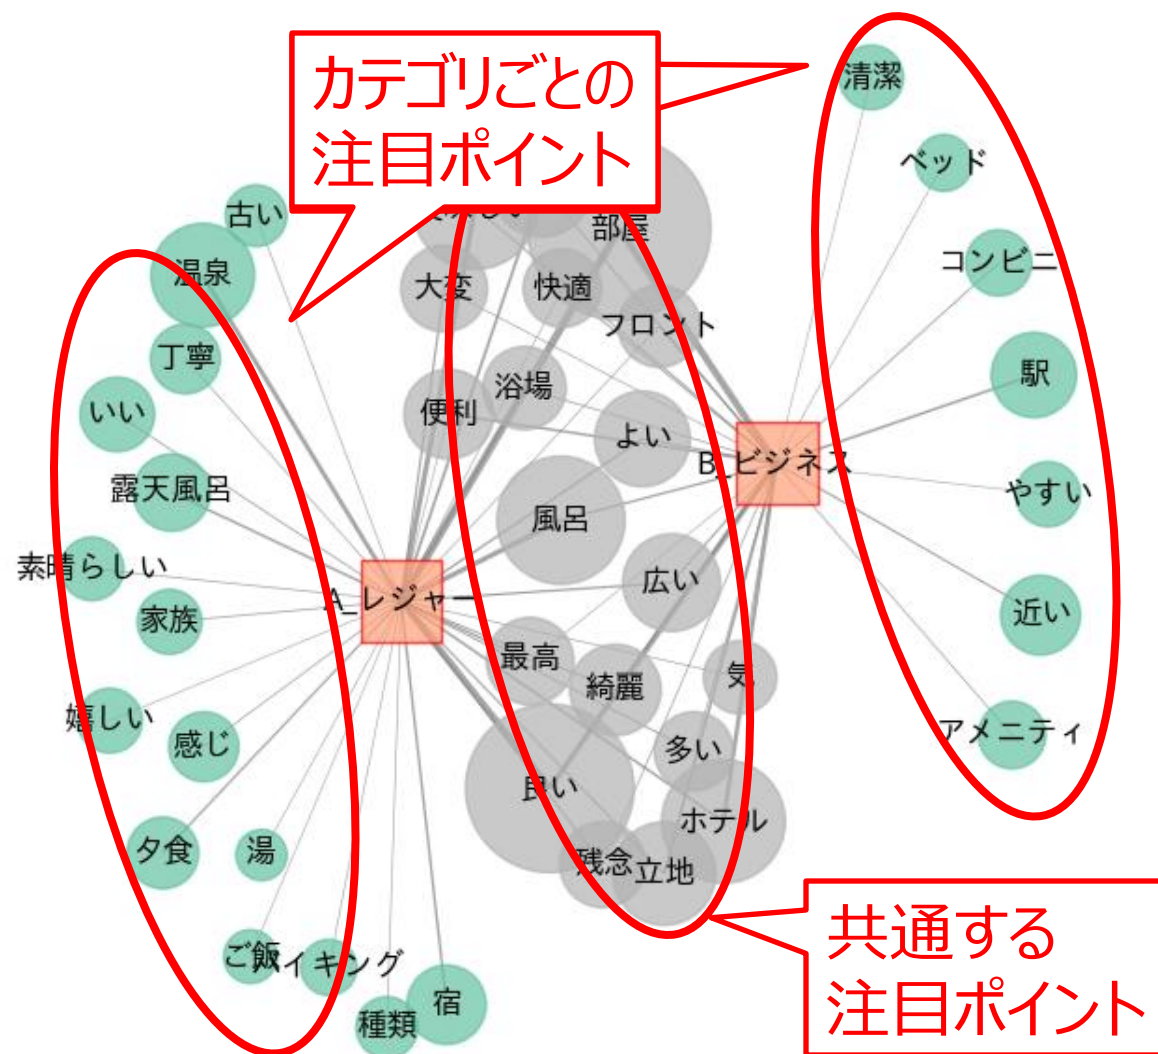 カテゴリごとの
注目ポイント
清潔
ベッド
古い
部屋
温泉
コンビニ
大変
快適
フロント
丁寧
駅
浴場
いい
便利
よい
B_ビジネス
露天風呂
やすい
風呂
素晴らしい
広い
A_レジャー
家族
近い
最高
綺麗
気
嬉しい
感じ
多い
アメニティ
良い
ホテル
夕食
湯
残念
立地
共通する
注目ポイント
ご飯
バイキング
種類
宿